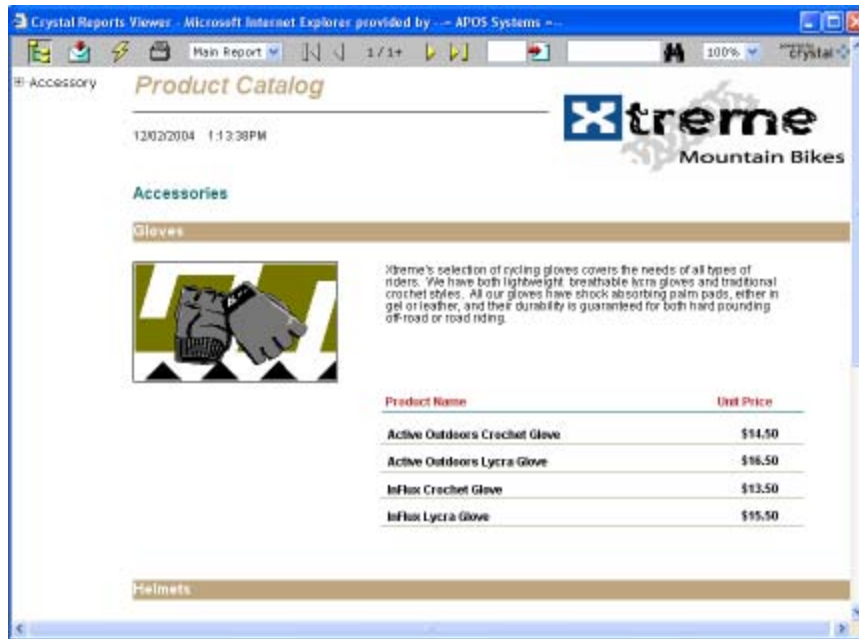 Crystal Reports Viewer - Microsoft Internet Explorer provided by --= APOS Systems =--
Main Report
1 / 1+
100%
crystal
Accessory
Product Catalog
12/02/2004 1:13:38PM
Xtreme
Mountain Bikes
Accessories
Gloves
Xtreme's selection of cycling gloves covers the needs of all types of
riders. We have both lightweight breathable lycra gloves and traditional
crochet styles. All our gloves have shock absorbing palm pads, either in
gel or leather, and their durability is guaranteed for both hard pounding
off-road or road riding.
Product Name Unit Price
Active Outdoors Crochet Glove $14.50
Active Outdoors Lycra Glove $16.50
InFlux Crochet Glove $13.50
InFlux Lycra Glove $15.50
Helmets